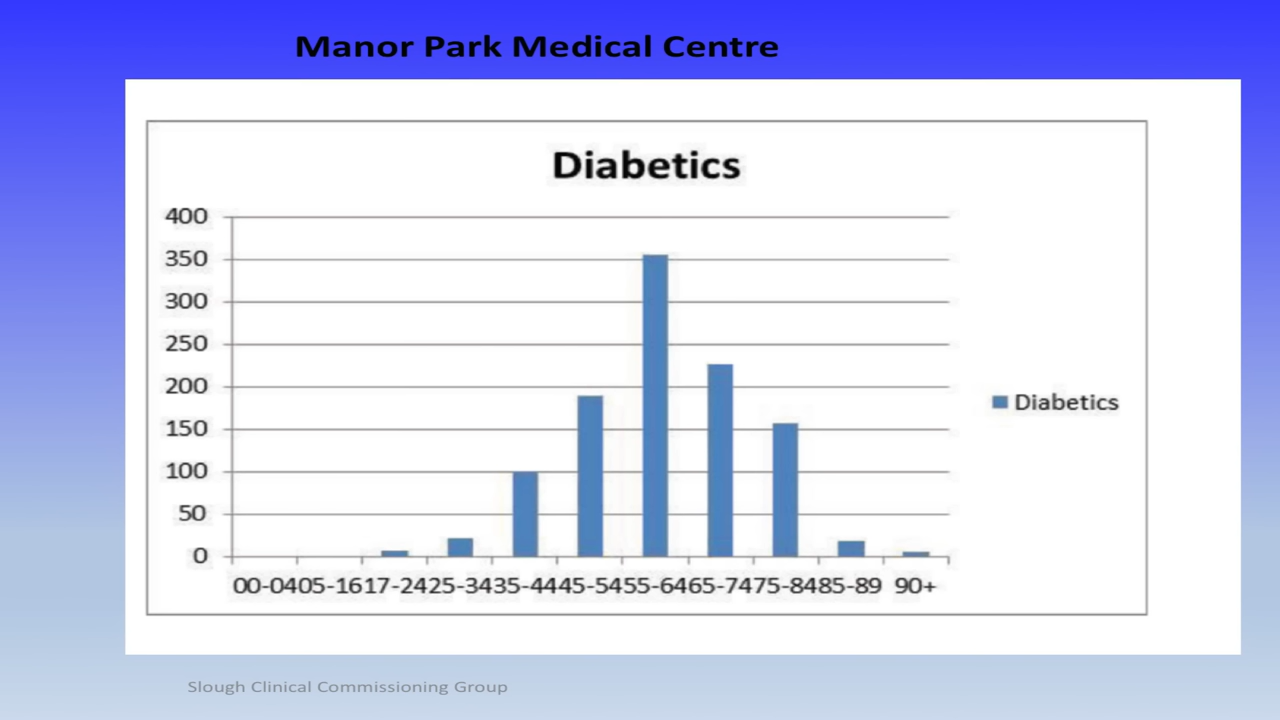 Manor Park Medical Centre
Diabetics
400
350
300
250
200
150
100
50
0
Diabetics
00-0405-1617-2425-3435-4445-5455-6465-7475-8485-89 90+
Slough Clinical Commissioning Group